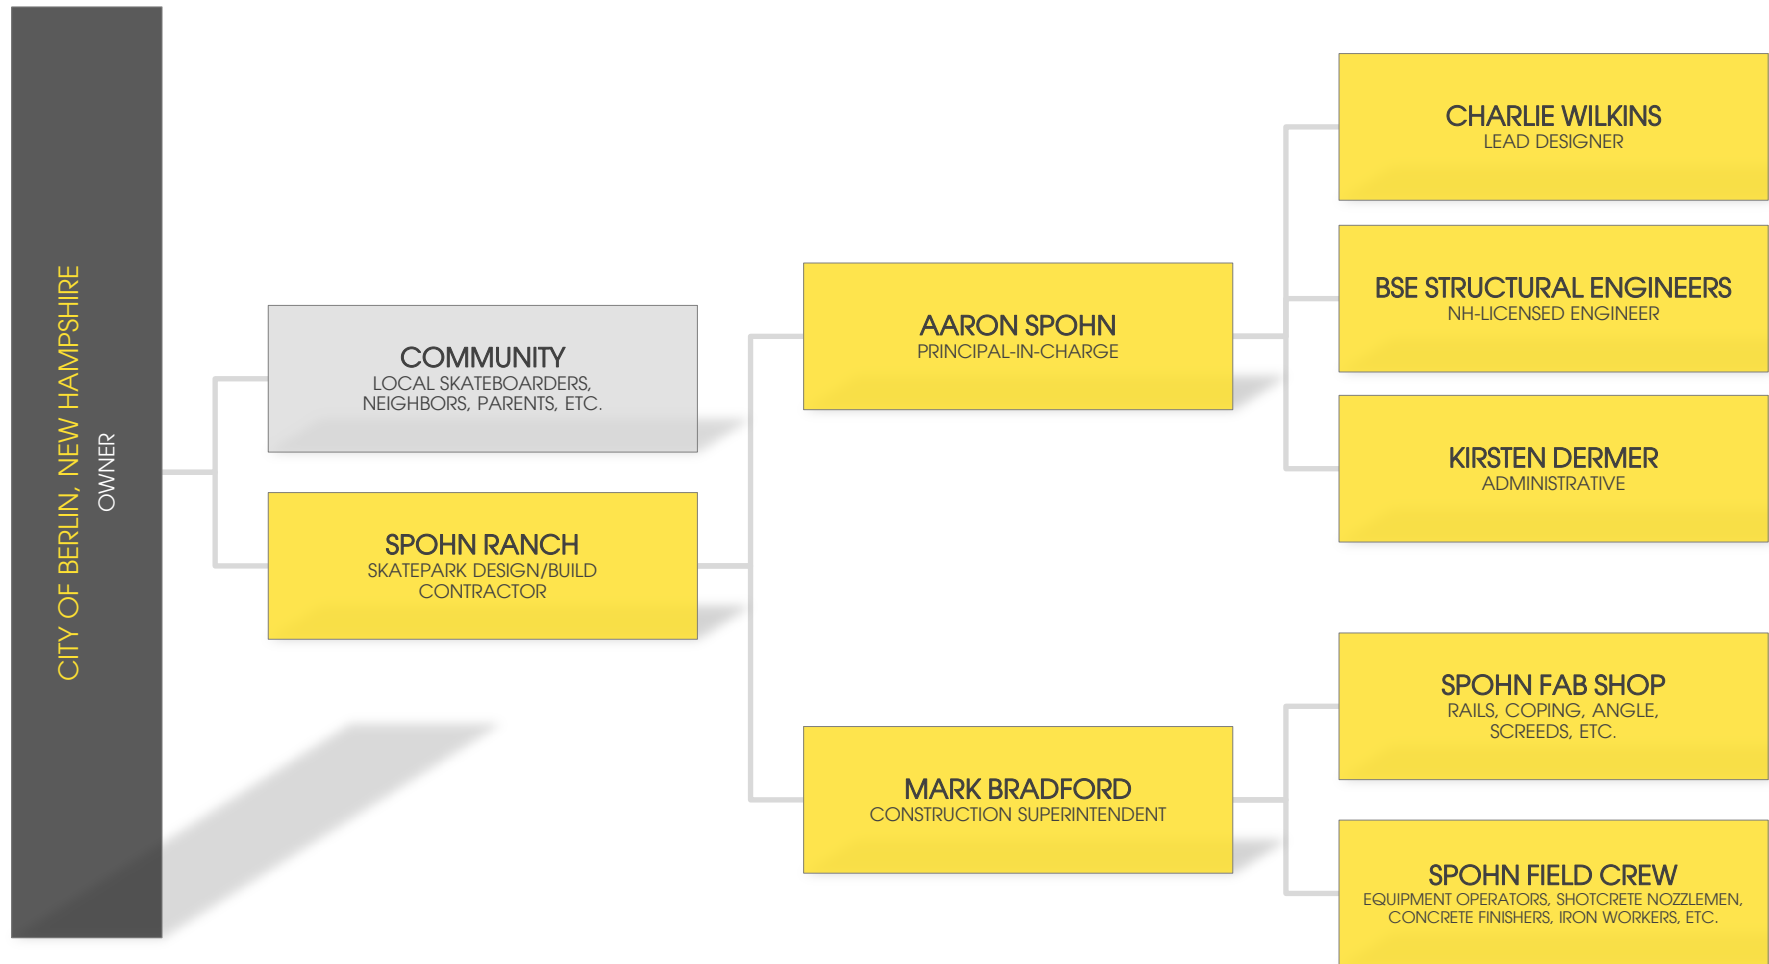 CITY OF BERLIN, NEW HAMPSHIRE
OWNER
COMMUNITY
LOCAL SKATEBOARDERS,
NEIGHBORS, PARENTS, ETC.
SPOHN RANCH
SKATEPARK DESIGN/BUILD
CONTRACTOR
AARON SPOHN
PRINCIPAL-IN-CHARGE
MARK BRADFORD
CONSTRUCTION SUPERINTENDENT
CHARLIE WILKINS
LEAD DESIGNER
BSE STRUCTURAL ENGINEERS
NH-LICENSED ENGINEER
KIRSTEN DERMER
ADMINISTRATIVE
SPOHN FAB SHOP
RAILS, COPING, ANGLE,
SCREEDS, ETC.
SPOHN FIELD CREW
EQUIPMENT OPERATORS, SHOTCRETE NOZZLEMEN,
CONCRETE FINISHERS, IRON WORKERS, ETC.